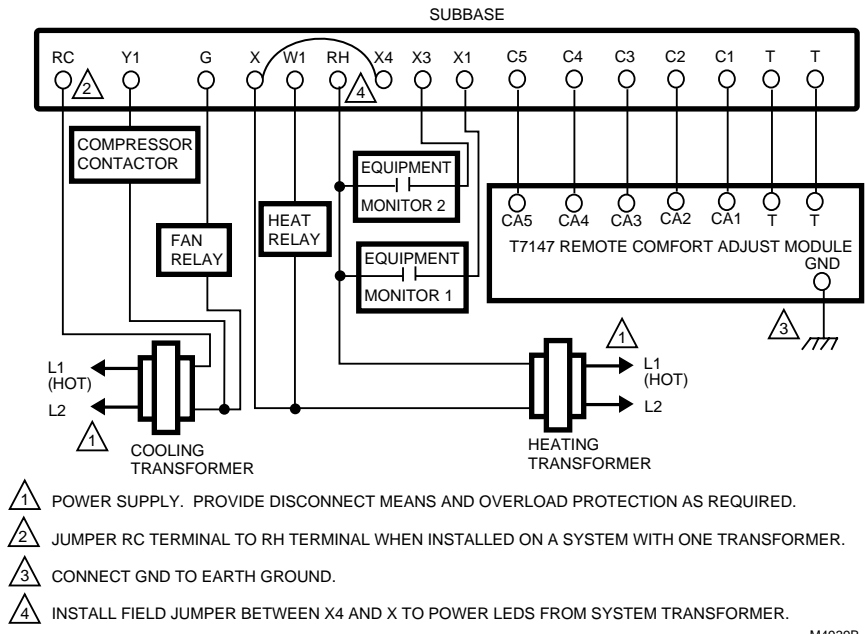 SUBBASE
RC Y1 G X W1 RH X4 X3 X1 C5 C4 C3 C2 C1 T T
2
4
COMPRESSOR
CONTACTOR
EQUIPMENT
MONITOR 2
FAN
RELAY
HEAT
RELAY
EQUIPMENT
MONITOR 1
CA5 CA4 CA3 CA2 CA1 T T
T7147 REMOTE COMFORT ADJUST MODULE
GND
3
L1
(HOT)
L2
1
COOLING
TRANSFORMER
1
L1
(HOT)
L2
HEATING
TRANSFORMER
1 POWER SUPPLY. PROVIDE DISCONNECT MEANS AND OVERLOAD PROTECTION AS REQUIRED.
2 JUMPER RC TERMINAL TO RH TERMINAL WHEN INSTALLED ON A SYSTEM WITH ONE TRANSFORMER.
3 CONNECT GND TO EARTH GROUND.
4 INSTALL FIELD JUMPER BETWEEN X4 AND X TO POWER LEDS FROM SYSTEM TRANSFORMER.